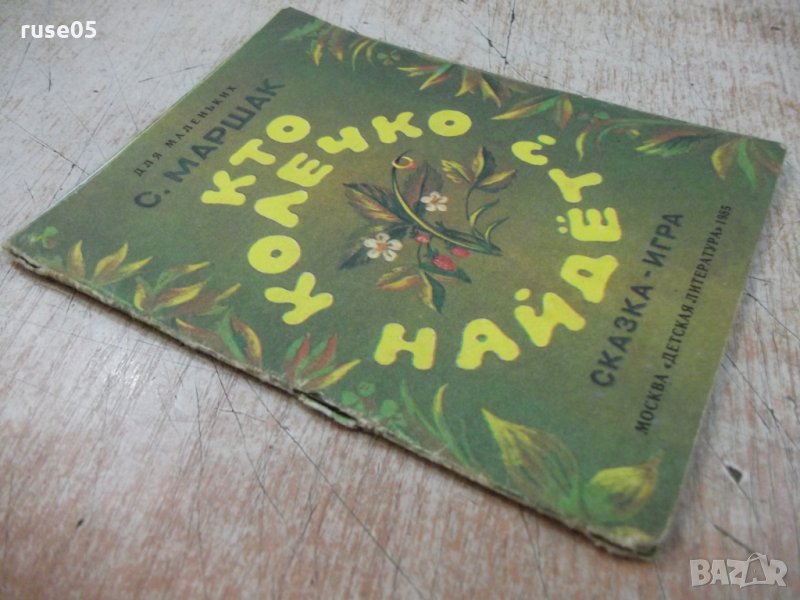 ruse05
ДЛЯ МАЛЕНЬКИХ
С. МАРШАК
КТО
КОЛЕЧКО
НАЙДЁТ?
СКАЗКА-ИГРА
МОСКВА «ДЕТСКАЯ ЛИТЕРАТУРА» 1985
BAZAR